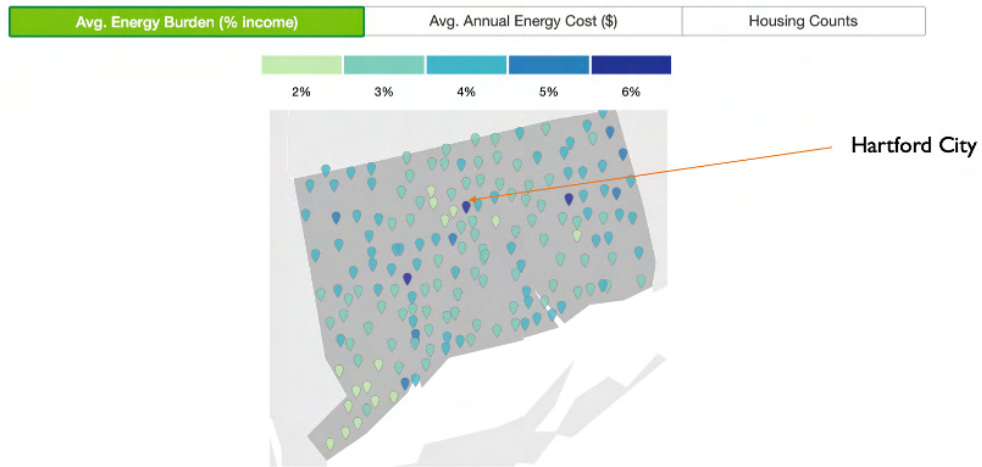 Avg. Energy Burden (% income) Avg. Annual Energy Cost ($) Housing Counts
2% 3% 4% 5% 6%
Hartford City